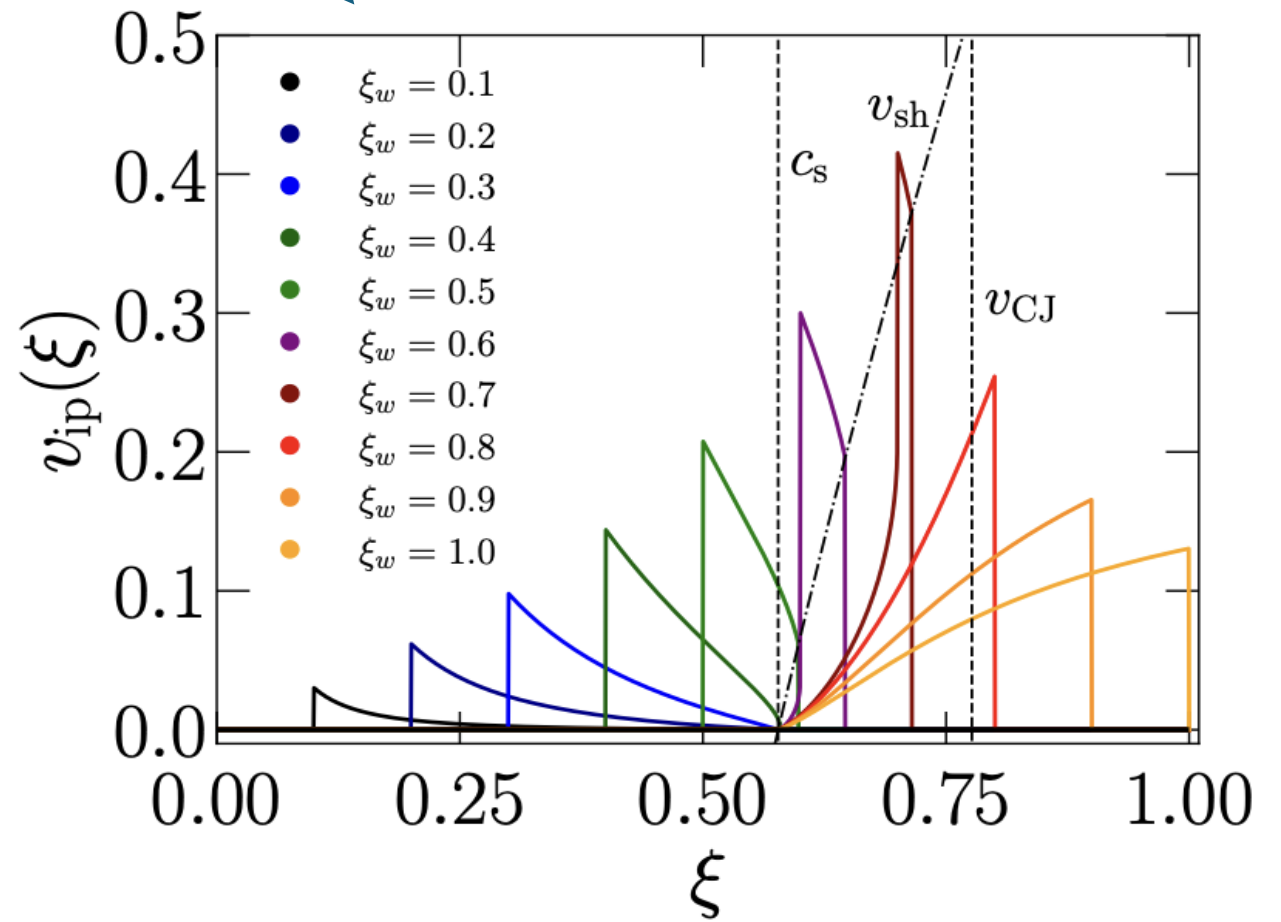 0.5
0.4
0.3
0.2
0.1
0.0
v_ip(ξ)
ξ_w = 0.1
ξ_w = 0.2
ξ_w = 0.3
ξ_w = 0.4
ξ_w = 0.5
ξ_w = 0.6
ξ_w = 0.7
ξ_w = 0.8
ξ_w = 0.9
ξ_w = 1.0
v_sh
c_s
v_CJ
0.00 0.25 0.50 0.75 1.00
ξ